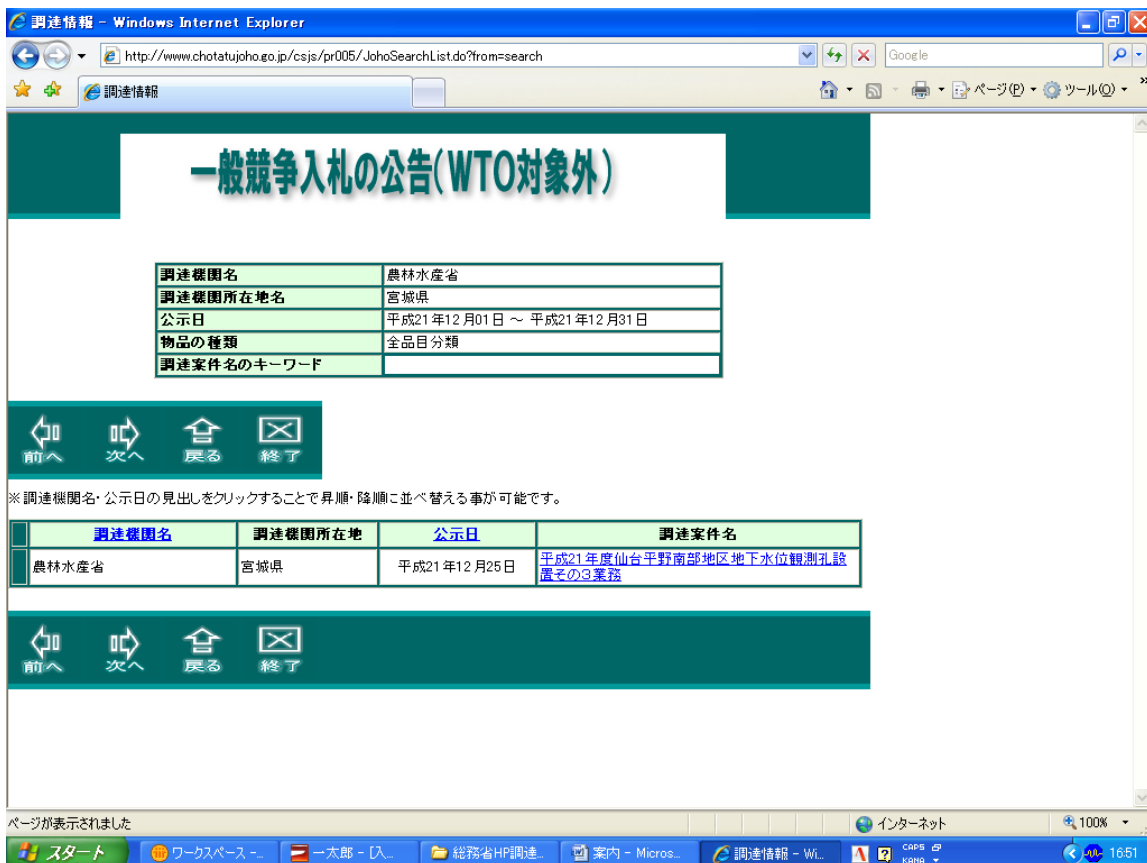 調達情報 - Windows Internet Explorer
http://www.chotatujoho.go.jp/csjs/pr005/JohoSearchList.do?from=search
Google
調達情報
ページ(P)
ツール(O)
»
一般競争入札の公告(WTO対象外)
調達機関名 農林水産省
調達機関所在地名 宮城県
公示日 平成21年12月01日 ～ 平成21年12月31日
物品の種類 全品目分類
調達案件名のキーワード
前へ 次へ 戻る 終了
※調達機関名・公示日の見出しをクリックすることで昇順・降順に並べ替える事が可能です。
調達機関名 調達機関所在地 公示日 調達案件名
農林水産省 宮城県 平成21年12月25日 平成21年度仙台平野南部地区地下水位観測孔設
置その３業務
前へ 次へ 戻る 終了
ページが表示されました
インターネット
100%
スタート
ワークスペース -...
一太郎 - [入...
総務省HP調達...
案内 - Micros...
調達情報 - Wi...
A
?
CAPS
KANA
16:51